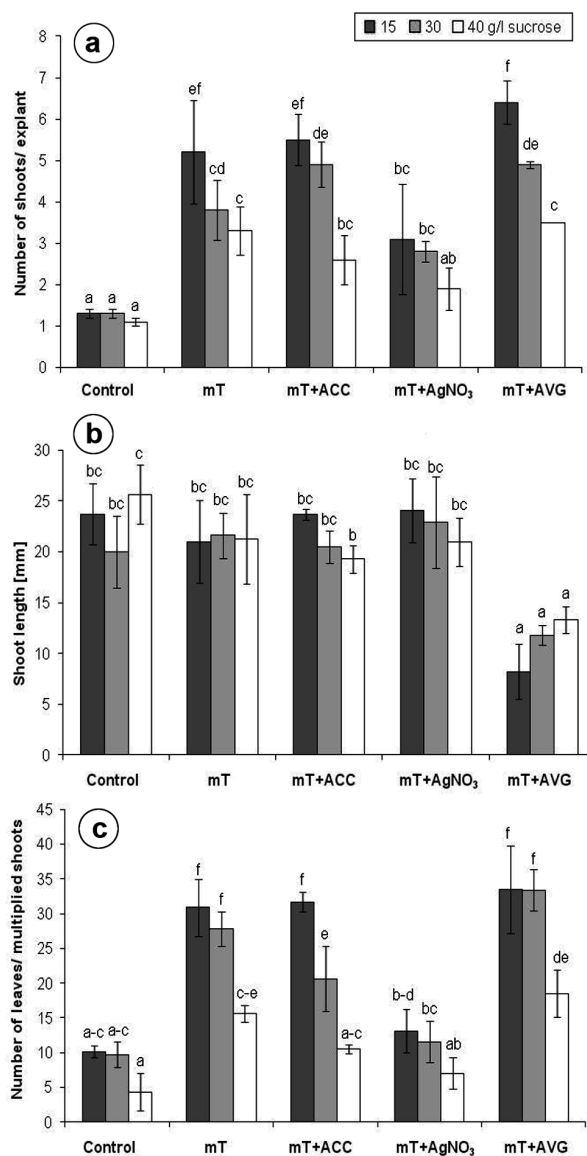 a
15 30 40 g/l sucrose
Number of shoots/ explant
8
7
6
5
4
3
2
1
0
a a a
ef cd c
ef de bc
bc bc ab
f de c
Control mT mT+ACC mT+AgNO₃ mT+AVG
b
Shoot length [mm]
30
25
20
15
10
5
0
bc bc c
bc bc bc
bc bc b
bc bc bc
a a a
Control mT mT+ACC mT+AgNO₃ mT+AVG
c
Number of leaves/ multiplied shoots
45
40
35
30
25
20
15
10
5
0
a-c a-c a
f f c-e
f e a-c
b-d bc ab
f f de
Control mT mT+ACC mT+AgNO₃ mT+AVG